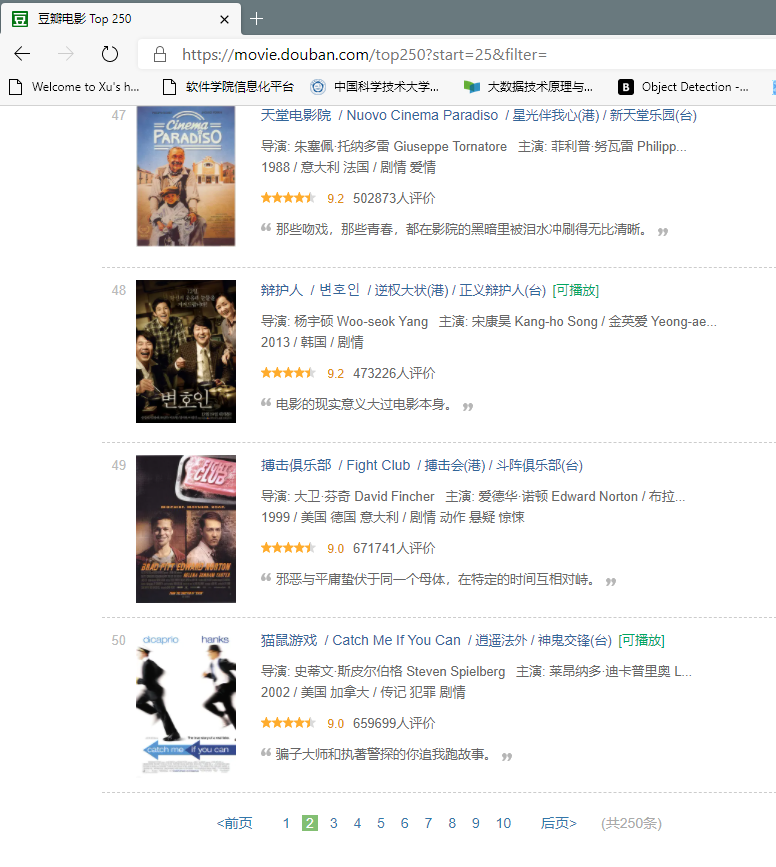 豆瓣电影 Top 250
https://movie.douban.com/top250?start=25&filter=
Welcome to Xu's h... 软件学院信息化平台 中国科学技术大学... 大数据技术原理与... B Object Detection -...
47 天堂电影院 / Nuovo Cinema Paradiso / 星光伴我心(港) / 新天堂乐园(台)
导演: 朱塞佩·托纳多雷 Giuseppe Tornatore 主演: 菲利普·努瓦雷 Philipp...
1988 / 意大利 法国 / 剧情 爱情
9.2 502873人评价
“ 那些吻戏，那些青春，都在影院的黑暗里被泪水冲刷得无比清晰。 ”
Cinema
PARADISO
48 辩护人 / 변호인 / 逆权大状(港) / 正义辩护人(台) [可播放]
导演: 杨宇硕 Woo-seok Yang 主演: 宋康昊 Kang-ho Song / 金英爱 Yeong-ae...
2013 / 韩国 / 剧情
9.2 473226人评价
“ 电影的现实意义大过电影本身。 ”
변호인
49 搏击俱乐部 / Fight Club / 搏击会(港) / 斗阵俱乐部(台)
导演: 大卫·芬奇 David Fincher 主演: 爱德华·诺顿 Edward Norton / 布拉...
1999 / 美国 德国 意大利 / 剧情 动作 悬疑 惊悚
9.0 671741人评价
“ 邪恶与平庸蛰伏于同一个母体，在特定的时间互相对峙。 ”
FIGHT CLUB
BRAD PITT EDWARD NORTON
HELENA BONHAM CARTER
50 猫鼠游戏 / Catch Me If You Can / 逍遥法外 / 神鬼交锋(台) [可播放]
导演: 史蒂文·斯皮尔伯格 Steven Spielberg 主演: 莱昂纳多·迪卡普里奥 L...
2002 / 美国 加拿大 / 传记 犯罪 剧情
9.0 659699人评价
“ 骗子大师和执著警探的你追我跑故事。 ”
dicaprio hanks
catch me if you can
<前页 1 2 3 4 5 6 7 8 9 10 后页> (共250条)